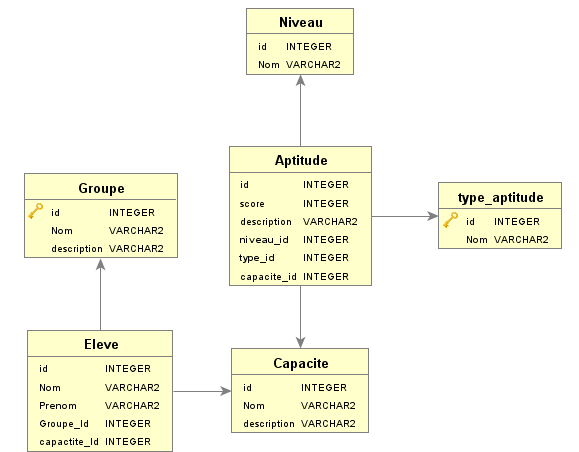 Niveau
id INTEGER
Nom VARCHAR2
Aptitude
id INTEGER
score INTEGER
description VARCHAR2
niveau_id INTEGER
type_id INTEGER
capacite_id INTEGER
type_aptitude
id INTEGER
Nom VARCHAR2
Groupe
id INTEGER
Nom VARCHAR2
description VARCHAR2
Eleve
id INTEGER
Nom VARCHAR2
Prenom VARCHAR2
Groupe_Id INTEGER
capactite_Id INTEGER
Capacite
id INTEGER
Nom VARCHAR2
description VARCHAR2